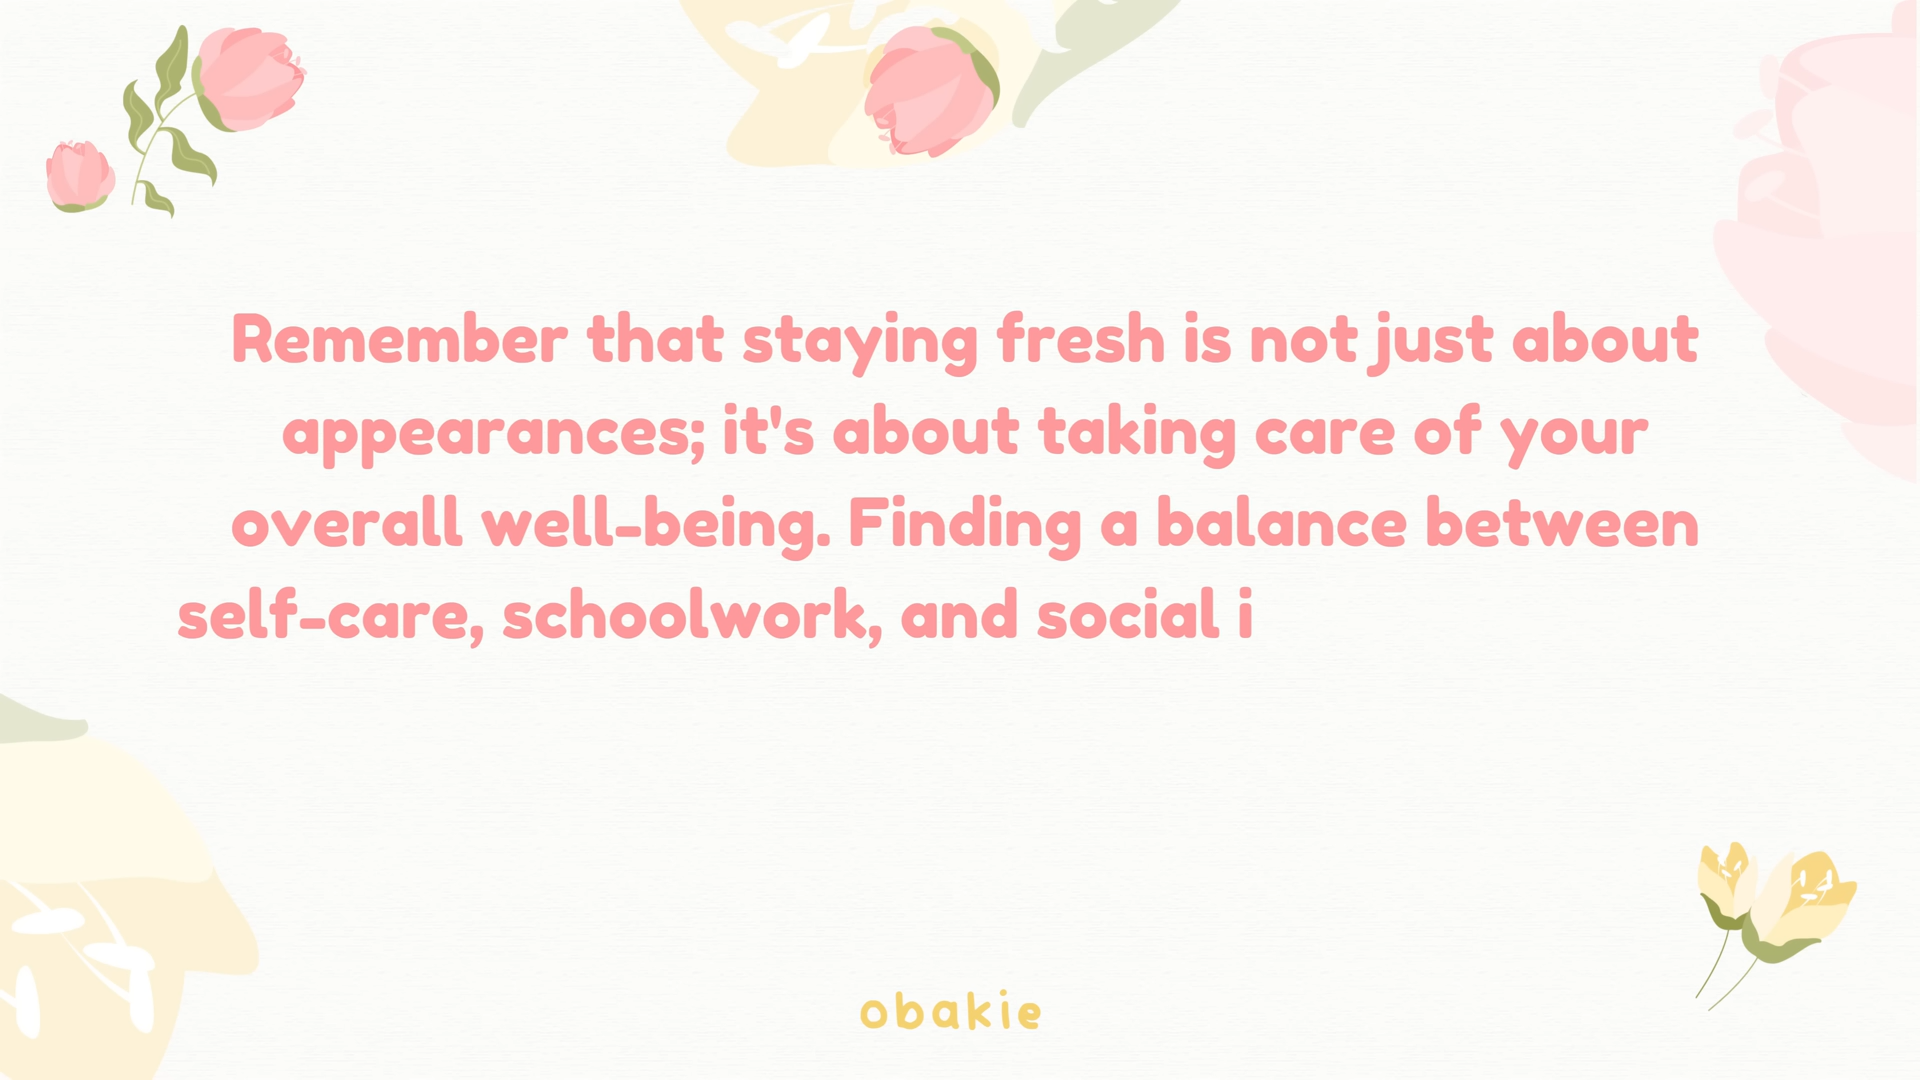 Remember that staying fresh is not just about
appearances; it's about taking care of your
overall well-being. Finding a balance between
self-care, schoolwork, and social i
obakie